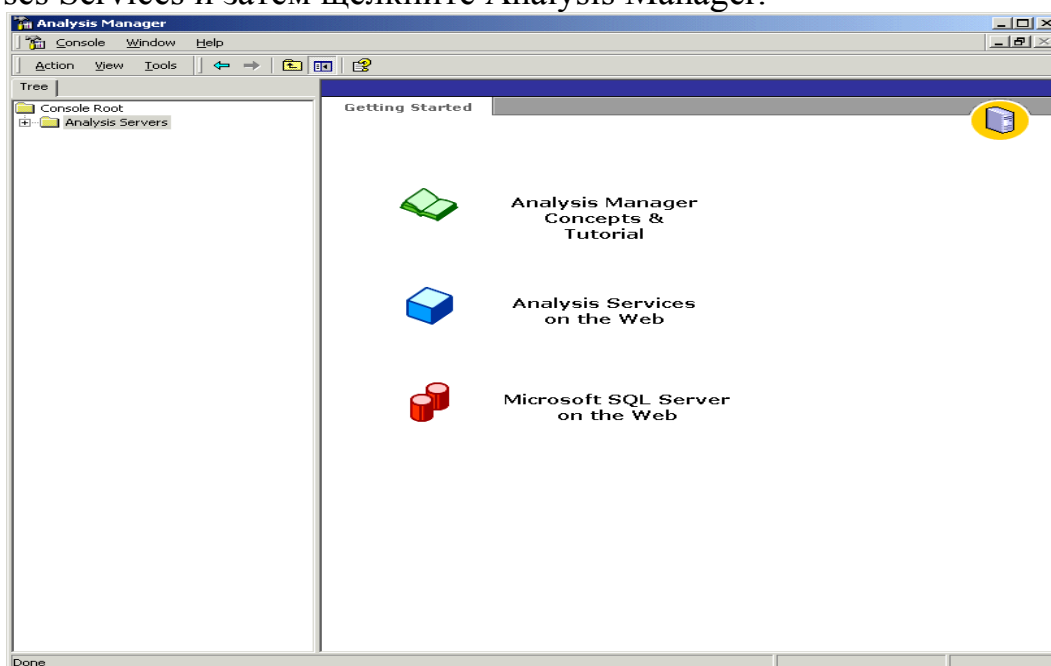 ses Services и затем щелкните Analysis Manager.
Analysis Manager
Console Window Help
Action View Tools
Tree
Console Root
Analysis Servers
Getting Started
Analysis Manager
Concepts &
Tutorial
Analysis Services
on the Web
Microsoft SQL Server
on the Web
Done